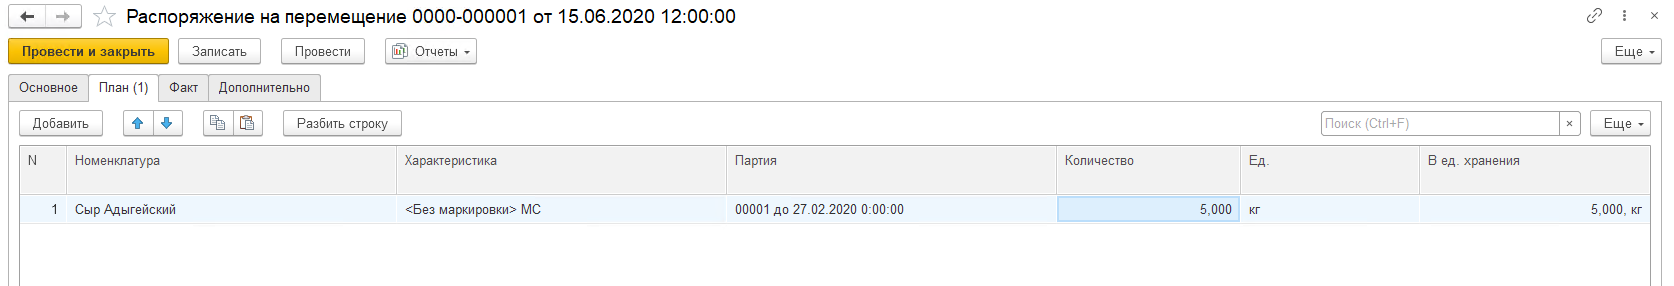 Распоряжение на перемещение 0000-000001 от 15.06.2020 12:00:00
Провести и закрыть Записать Провести Отчеты Еще
Основное План (1) Факт Дополнительно
Добавить Разбить строку Поиск (Ctrl+F) × Еще
N Номенклатура Характеристика Партия Количество Ед. В ед. хранения
1 Сыр Адыгейский <Без маркировки> МС 00001 до 27.02.2020 0:00:00 5,000 кг 5,000, кг